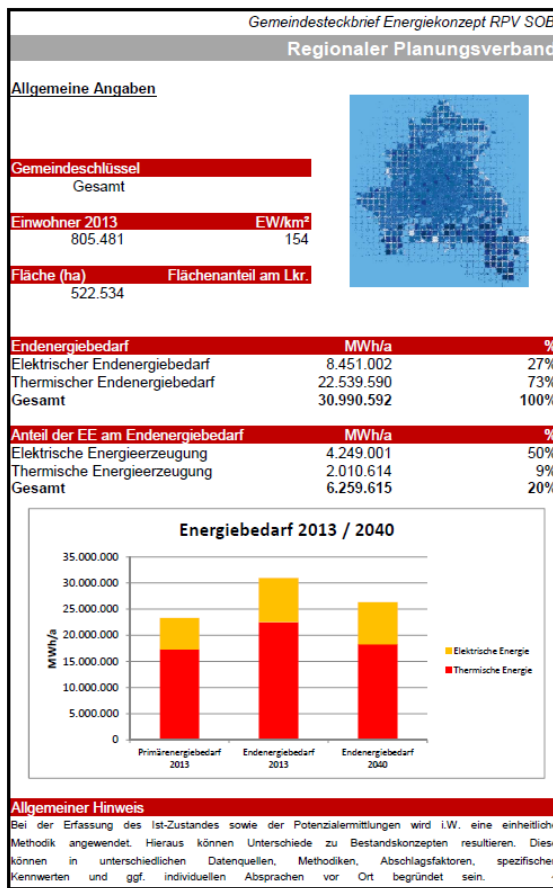 Gemeindesteckbrief Energiekonzept RPV SOB
Regionaler Planungsverband
Allgemeine Angaben
Gemeindeschlüssel
Gesamt
Einwohner 2013 EW/km²
805.481 154
Fläche (ha) Flächenanteil am Lkr.
522.534
Endenergiebedarf MWh/a %
Elektrischer Endenergiebedarf 8.451.002 27%
Thermischer Endenergiebedarf 22.539.590 73%
Gesamt 30.990.592 100%
Anteil der EE am Endenergiebedarf MWh/a %
Elektrische Energieerzeugung 4.249.001 50%
Thermische Energieerzeugung 2.010.614 9%
Gesamt 6.259.615 20%
Energiebedarf 2013 / 2040
35.000.000
30.000.000
25.000.000
20.000.000
15.000.000
10.000.000
5.000.000
0
MWh/a
Primärenergiebedarf 2013
Endenergiebedarf 2013
Endenergiebedarf 2040
Elektrische Energie
Thermische Energie
Allgemeiner Hinweis
Bei der Erfassung des Ist-Zustandes sowie der Potenzialermittlungen wird i.W. eine einheitliche
Methodik angewendet. Hieraus können Unterschiede zu Bestandskonzepten resultieren. Diese
können in unterschiedlichen Datenquellen, Methodiken, Abschlagsfaktoren, spezifischen
Kennwerten und ggf. individuellen Absprachen vor Ort begründet sein.